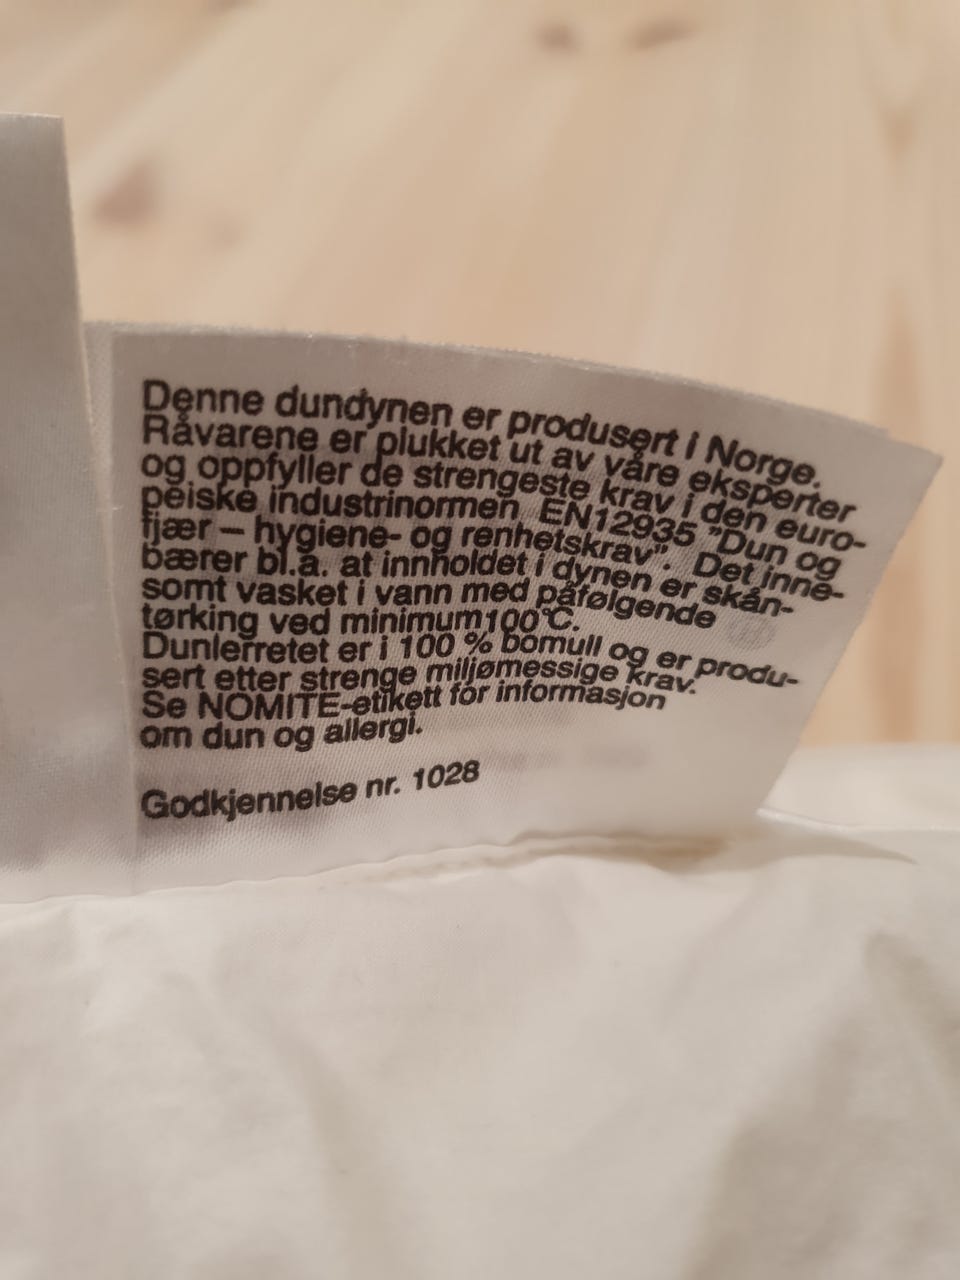 Denne dundynen er produsert i Norge.
Råvarene er plukket ut av våre eksperter
og oppfyller de strengeste krav i den euro-
peiske industrinormen EN12935 "Dun og
fjær – hygiene- og renhetskrav". Det inne-
bærer bl.a. at innholdet i dynen er skån-
somt vasket i vann med påfølgende
tørking ved minimum100°C.
Dunlerretet er i 100 % bomull og er produ-
sert etter strenge miljømessige krav.
Se NOMITE-etikett for informasjon
om dun og allergi.
Godkjennelse nr. 1028